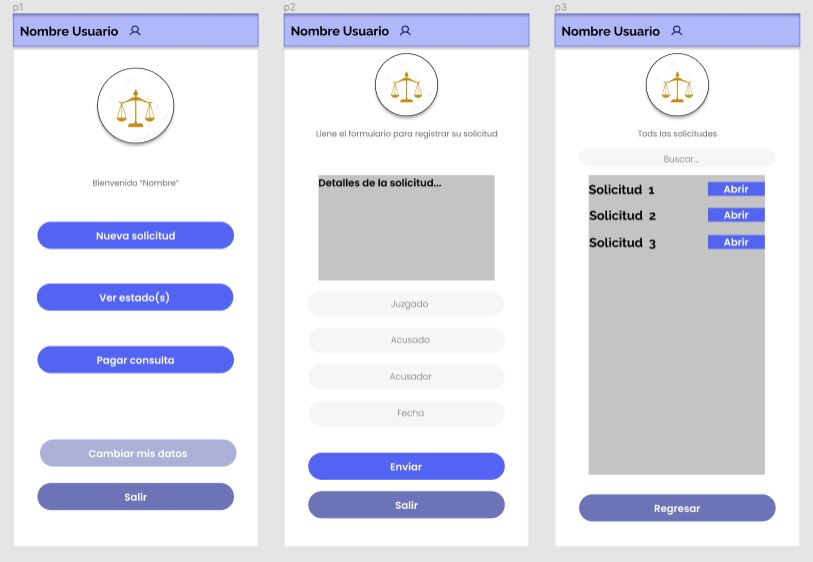 p1
Nombre Usuario
Bienvenido "Nombre"
Nueva solicitud
Ver estado(s)
Pagar consulta
Cambiar mis datos
Salir
p2
Nombre Usuario
Llene el formulario para registrar su solicitud
Detalles de la solicitud...
Juzgado
Acusado
Acusador
Fecha
Enviar
Salir
p3
Nombre Usuario
Tods las solicitudes
Buscar...
Solicitud 1 Abrir
Solicitud 2 Abrir
Solicitud 3 Abrir
Regresar